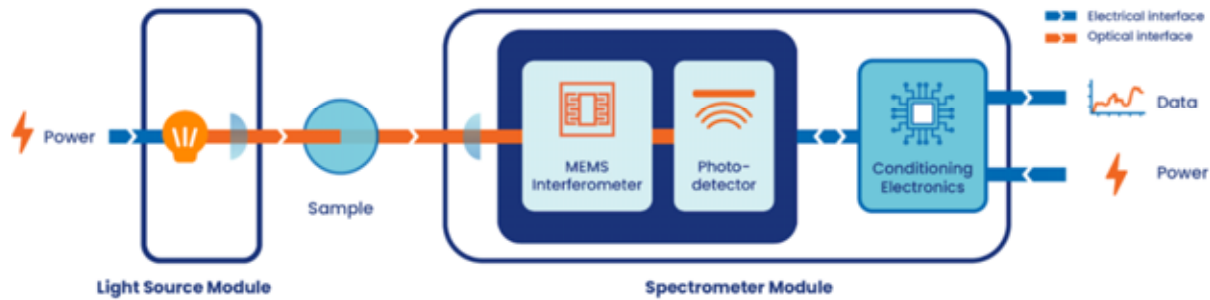 Electrical interface
Optical interface
Power
Sample
MEMS
Interferometer
Photo-
detector
Conditioning
Electronics
Data
Power
Light Source Module
Spectrometer Module